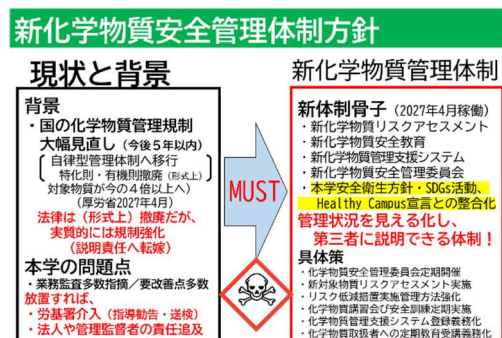 新化学物質安全管理体制方針
現状と背景
背景
・国の化学物質管理規制
大幅見直し（今後５年以内）
自律型管理体制へ移行
特化則・有機則撤廃（形式上）
対象物質が今の４倍以上へ
（厚労省2027年4月）
法律は（形式上）撤廃だが、
実質的には規制強化
（説明責任へ転嫁）
本学の問題点
・業務監査多数指摘／要改善点多数
放置すれば、
・労基署介入（指導勧告・送検）
・法人や管理監督者の責任追及
MUST
新化学物質管理体制
新体制骨子（2027年4月稼働）
・新化学物質リスクアセスメント
・新化学物質安全教育
・新化学物質管理支援システム
・新化学物質安全管理委員会
・本学安全衛生方針・SDGs活動、
Healthy Campus宣言との整合化
管理状況を見える化し、
第三者に説明できる体制！
具体策
・化学物質安全管理委員会定期開催
・新対象物質リスクアセスメント実施
・リスク低減措置実施管理方法強化
・化学物質講習会及び安全訓練定期実施
・化学物質管理支援システム登録義務化
・化学物質取扱者への定期教育受講義務化